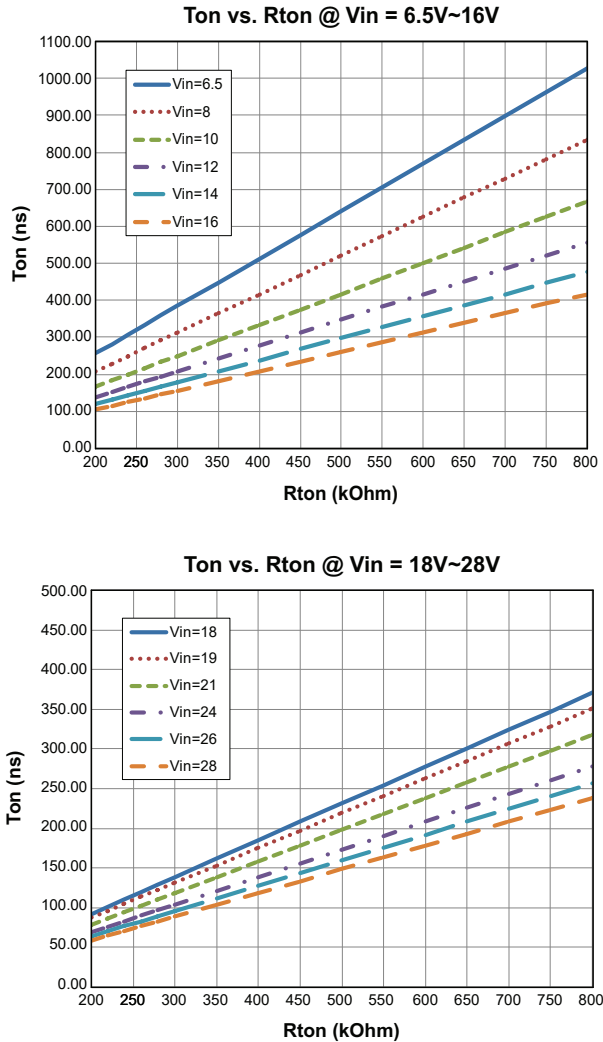 Ton vs. Rton @ Vin = 6.5V~16V
1100.00
1000.00
900.00
800.00
700.00
600.00
500.00
400.00
300.00
200.00
100.00
0.00
Ton (ns)
Vin=6.5
Vin=8
Vin=10
Vin=12
Vin=14
Vin=16
200 250 300 350 400 450 500 550 600 650 700 750 800
Rton (kOhm)
Ton vs. Rton @ Vin = 18V~28V
500.00
450.00
400.00
350.00
300.00
250.00
200.00
150.00
100.00
50.00
0.00
Ton (ns)
Vin=18
Vin=19
Vin=21
Vin=24
Vin=26
Vin=28
200 250 300 350 400 450 500 550 600 650 700 750 800
Rton (kOhm)